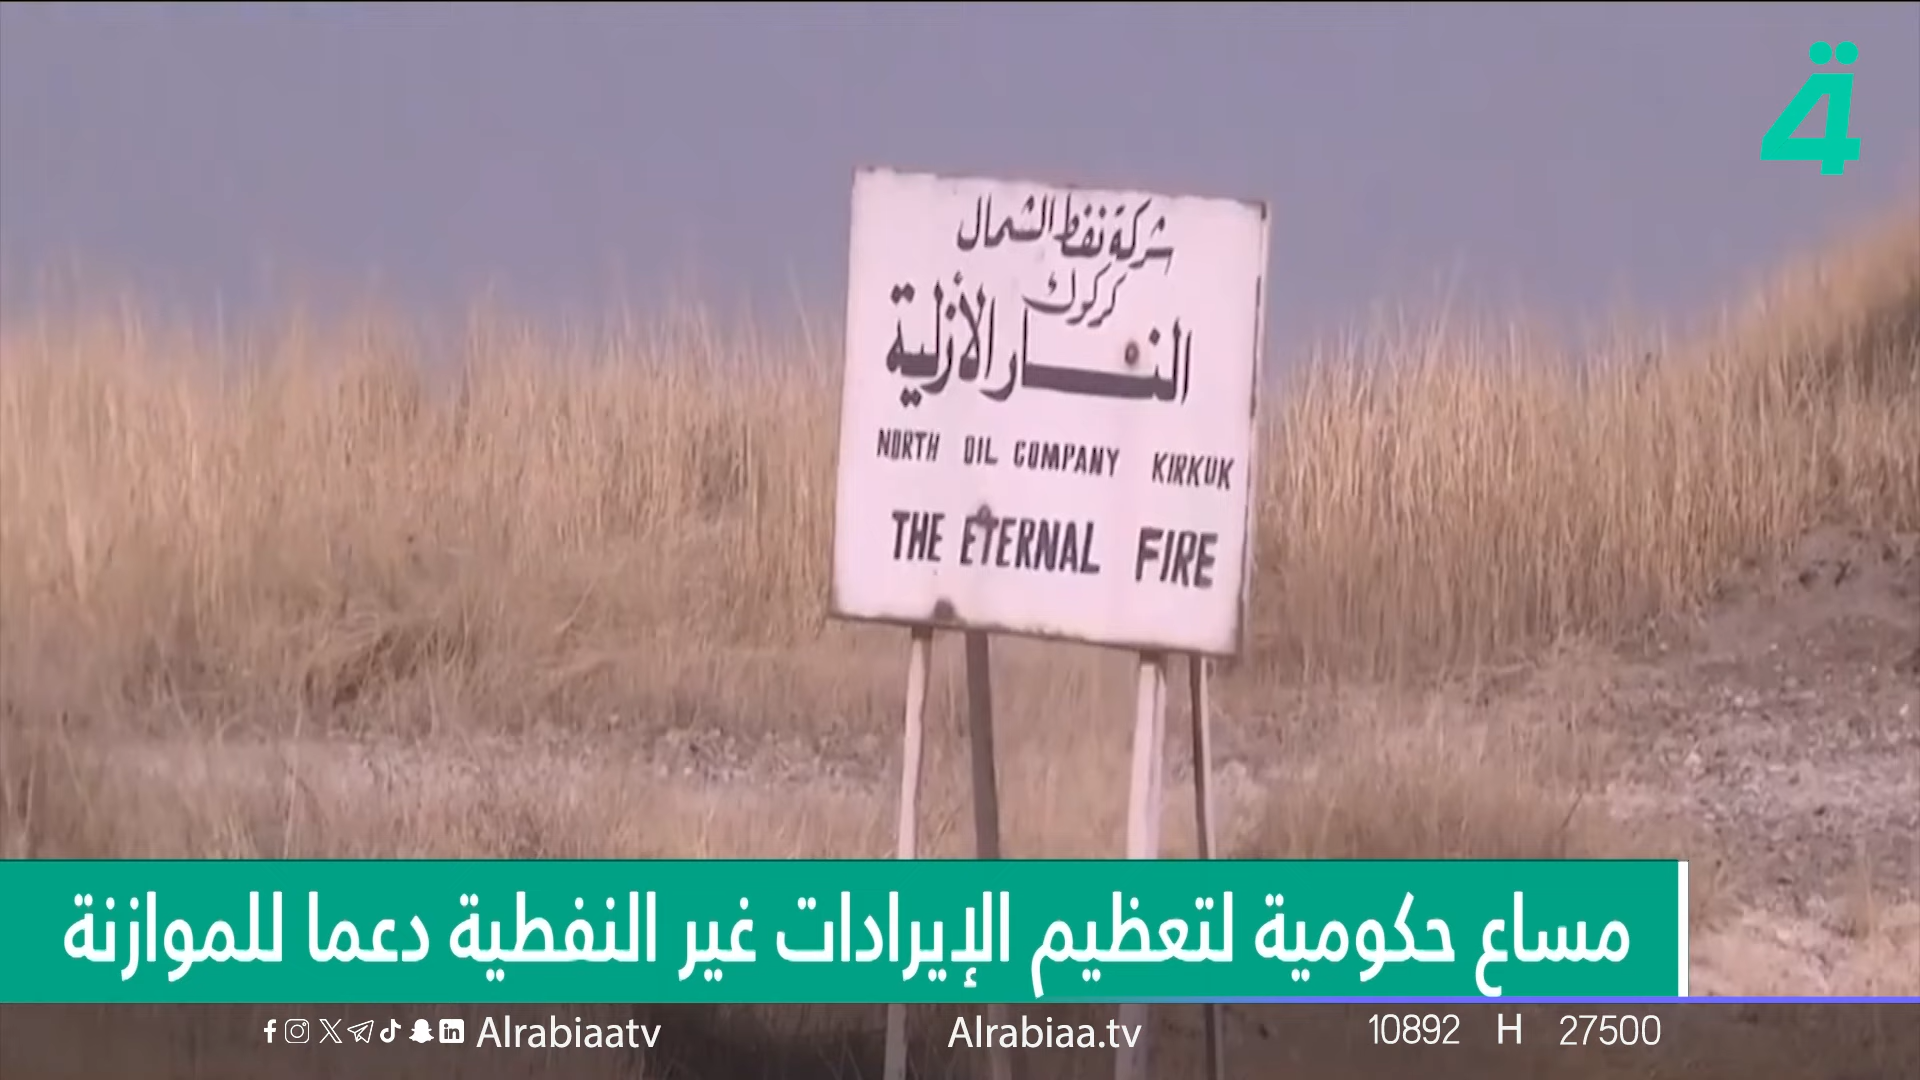 شركة نفط الشمال
كركوك
النار الأزلية
NORTH OIL COMPANY KIRKUK
THE ETERNAL FIRE
مساع حكومية لتعظيم الإيرادات غير النفطية دعما للموازنة
Alrabiaatv Alrabiaa.tv 10892 H 27500